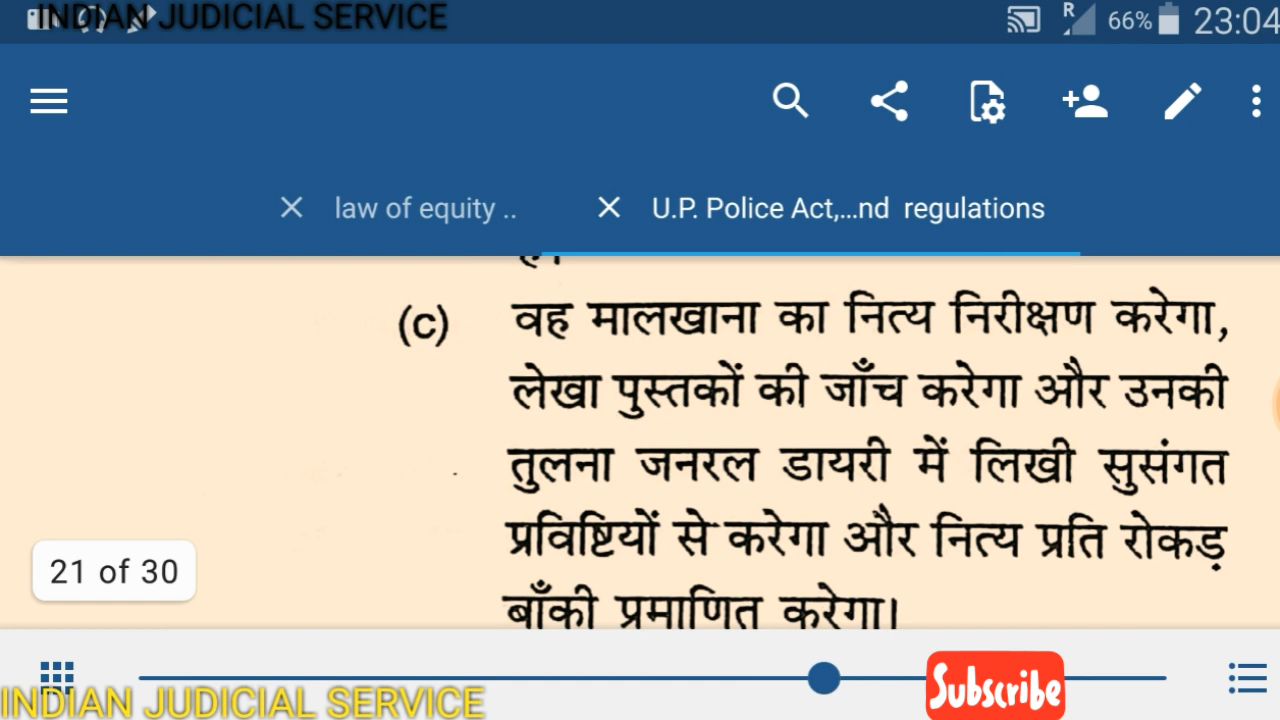 INDIAN JUDICIAL SERVICE
R 66% 23:04
law of equity ..
U.P. Police Act,...nd regulations
(c) वह मालखाना का नित्य निरीक्षण करेगा,
लेखा पुस्तकों की जाँच करेगा और उनकी
तुलना जनरल डायरी में लिखी सुसंगत
प्रविष्टियों से करेगा और नित्य प्रति रोकड़
बाँकी प्रमाणित करेगा।
21 of 30
Subscribe
INDIAN JUDICIAL SERVICE